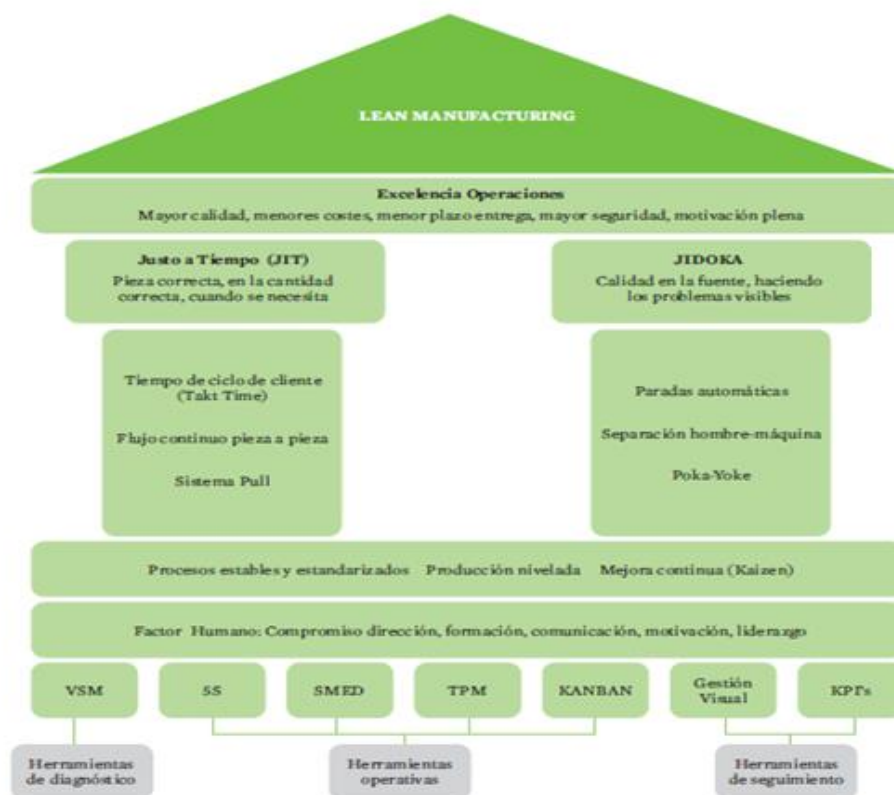 LEAN MANUFACTURING
Excelencia Operaciones
Mayor calidad, menores costes, menor plazo entrega, mayor seguridad, motivación plena
Justo a Tiempo (JIT)
Pieza correcta, en la cantidad
correcta, cuando se necesita
JIDOKA
Calidad en la fuente, haciendo
los problemas visibles
Tiempo de ciclo de cliente
(Takt Time)
Flujo continuo pieza a pieza
Sistema Pull
Paradas automáticas
Separación hombre-máquina
Poka-Yoke
Procesos estables y estandarizados Producción nivelada Mejora continua (Kaizen)
Factor Humano: Compromiso dirección, formación, comunicación, motivación, liderazgo
VSM
5S
SMED
TPM
KANBAN
Gestión
Visual
KPI's
Herramientas
de diagnóstico
Herramientas
operativas
Herramientas
de seguimiento